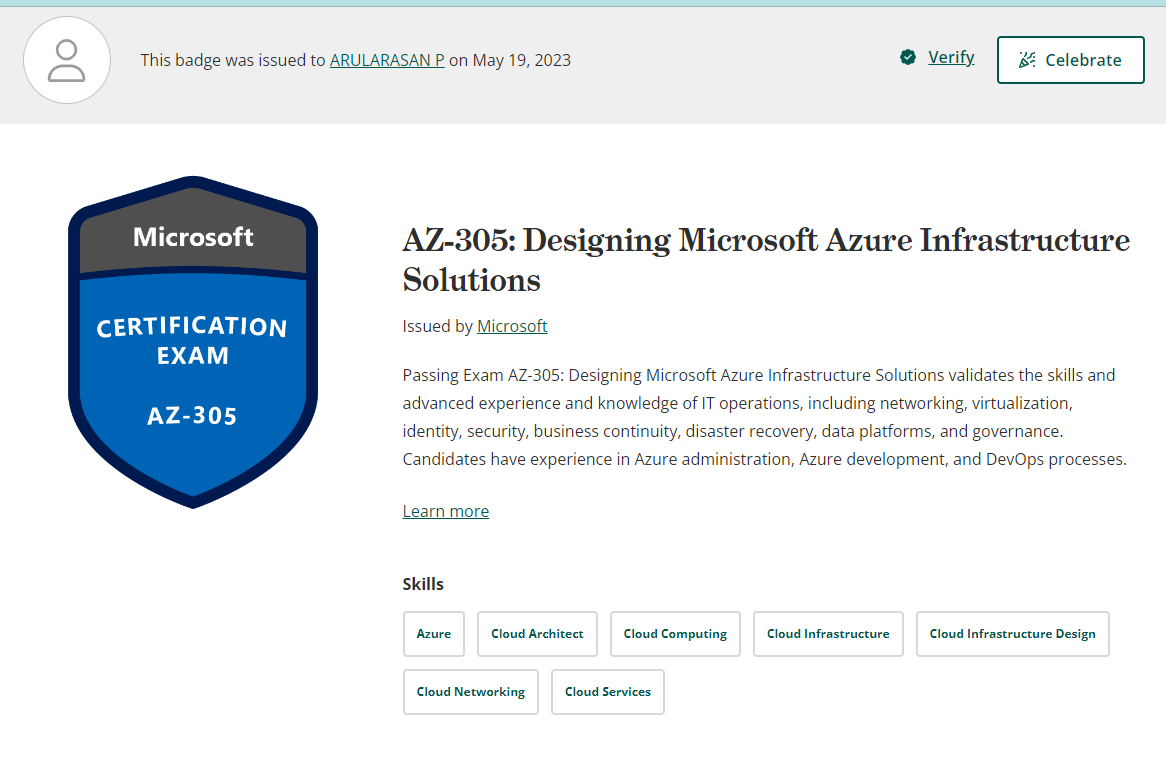 This badge was issued to ARULARASAN P on May 19, 2023
Verify
Celebrate
Microsoft
CERTIFICATION
EXAM
AZ-305
AZ-305: Designing Microsoft Azure Infrastructure
Solutions
Issued by Microsoft
Passing Exam AZ-305: Designing Microsoft Azure Infrastructure Solutions validates the skills and
advanced experience and knowledge of IT operations, including networking, virtualization,
identity, security, business continuity, disaster recovery, data platforms, and governance.
Candidates have experience in Azure administration, Azure development, and DevOps processes.
Learn more
Skills
Azure
Cloud Architect
Cloud Computing
Cloud Infrastructure
Cloud Infrastructure Design
Cloud Networking
Cloud Services